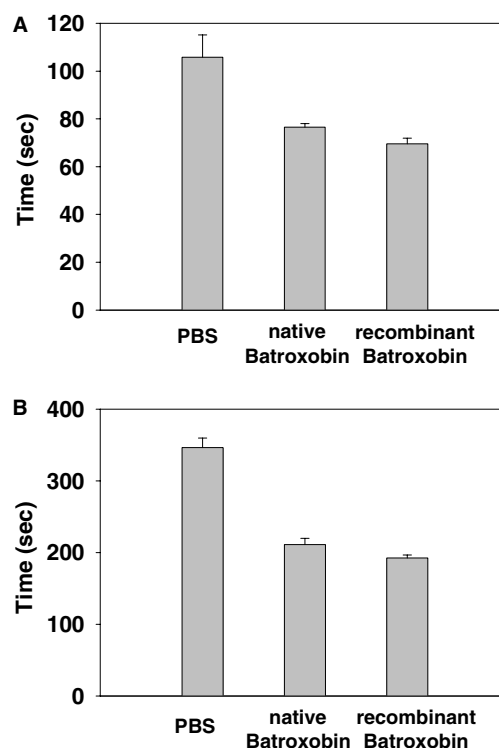 A
Time (sec)
120
100
80
60
40
20
0
PBS
native
Batroxobin
recombinant
Batroxobin
B
Time (sec)
400
300
200
100
0
PBS
native
Batroxobin
recombinant
Batroxobin